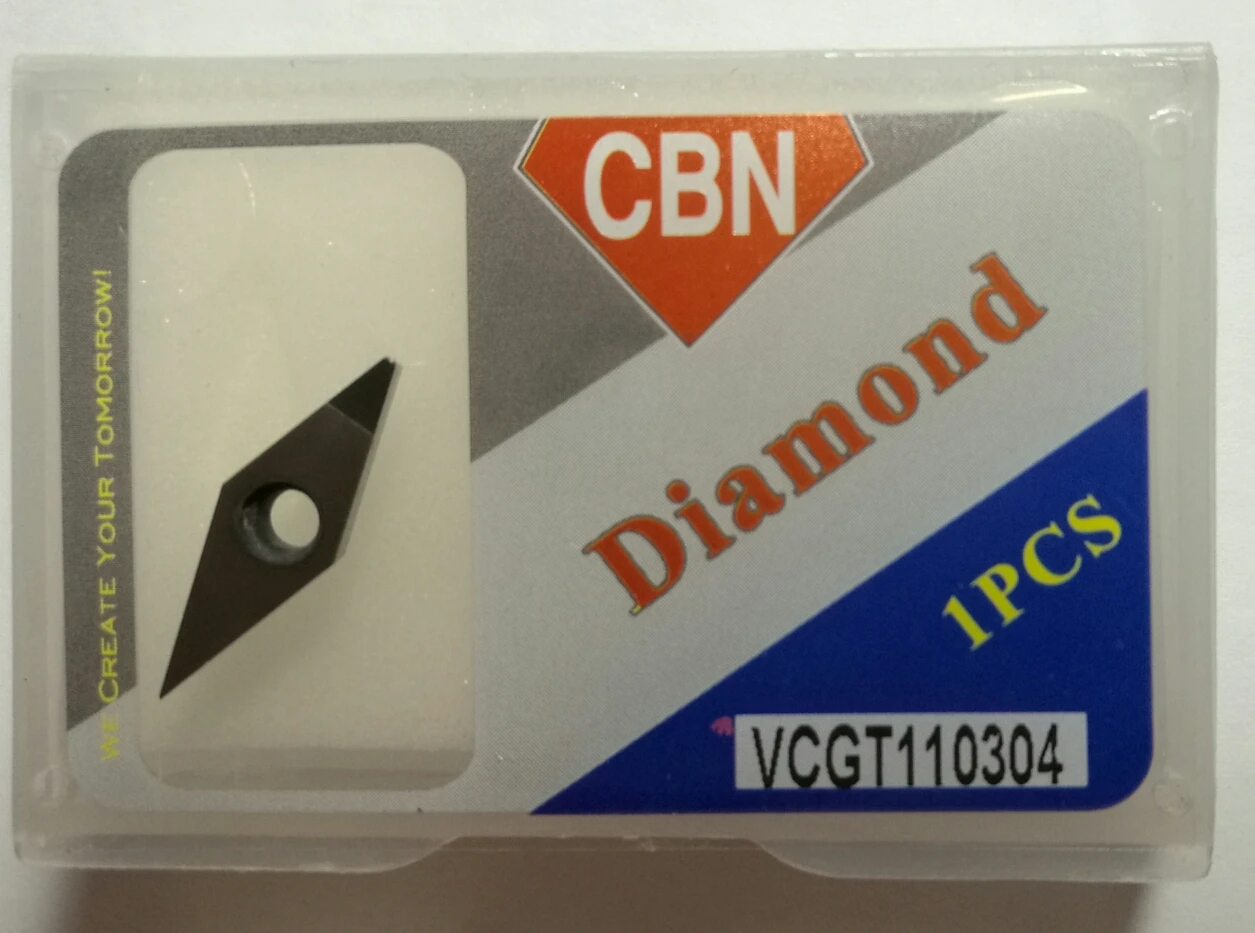 CBN
Diamond
1PCS
VCGT110304
WE CREATE YOUR TOMORROW!